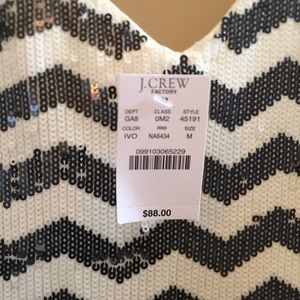 J.CREW
FACTORY
DEPT CLASS STYLE
GA8 0M2 45191
COLOR SIZE
IVO NA6434 M
099103065229
$88.00